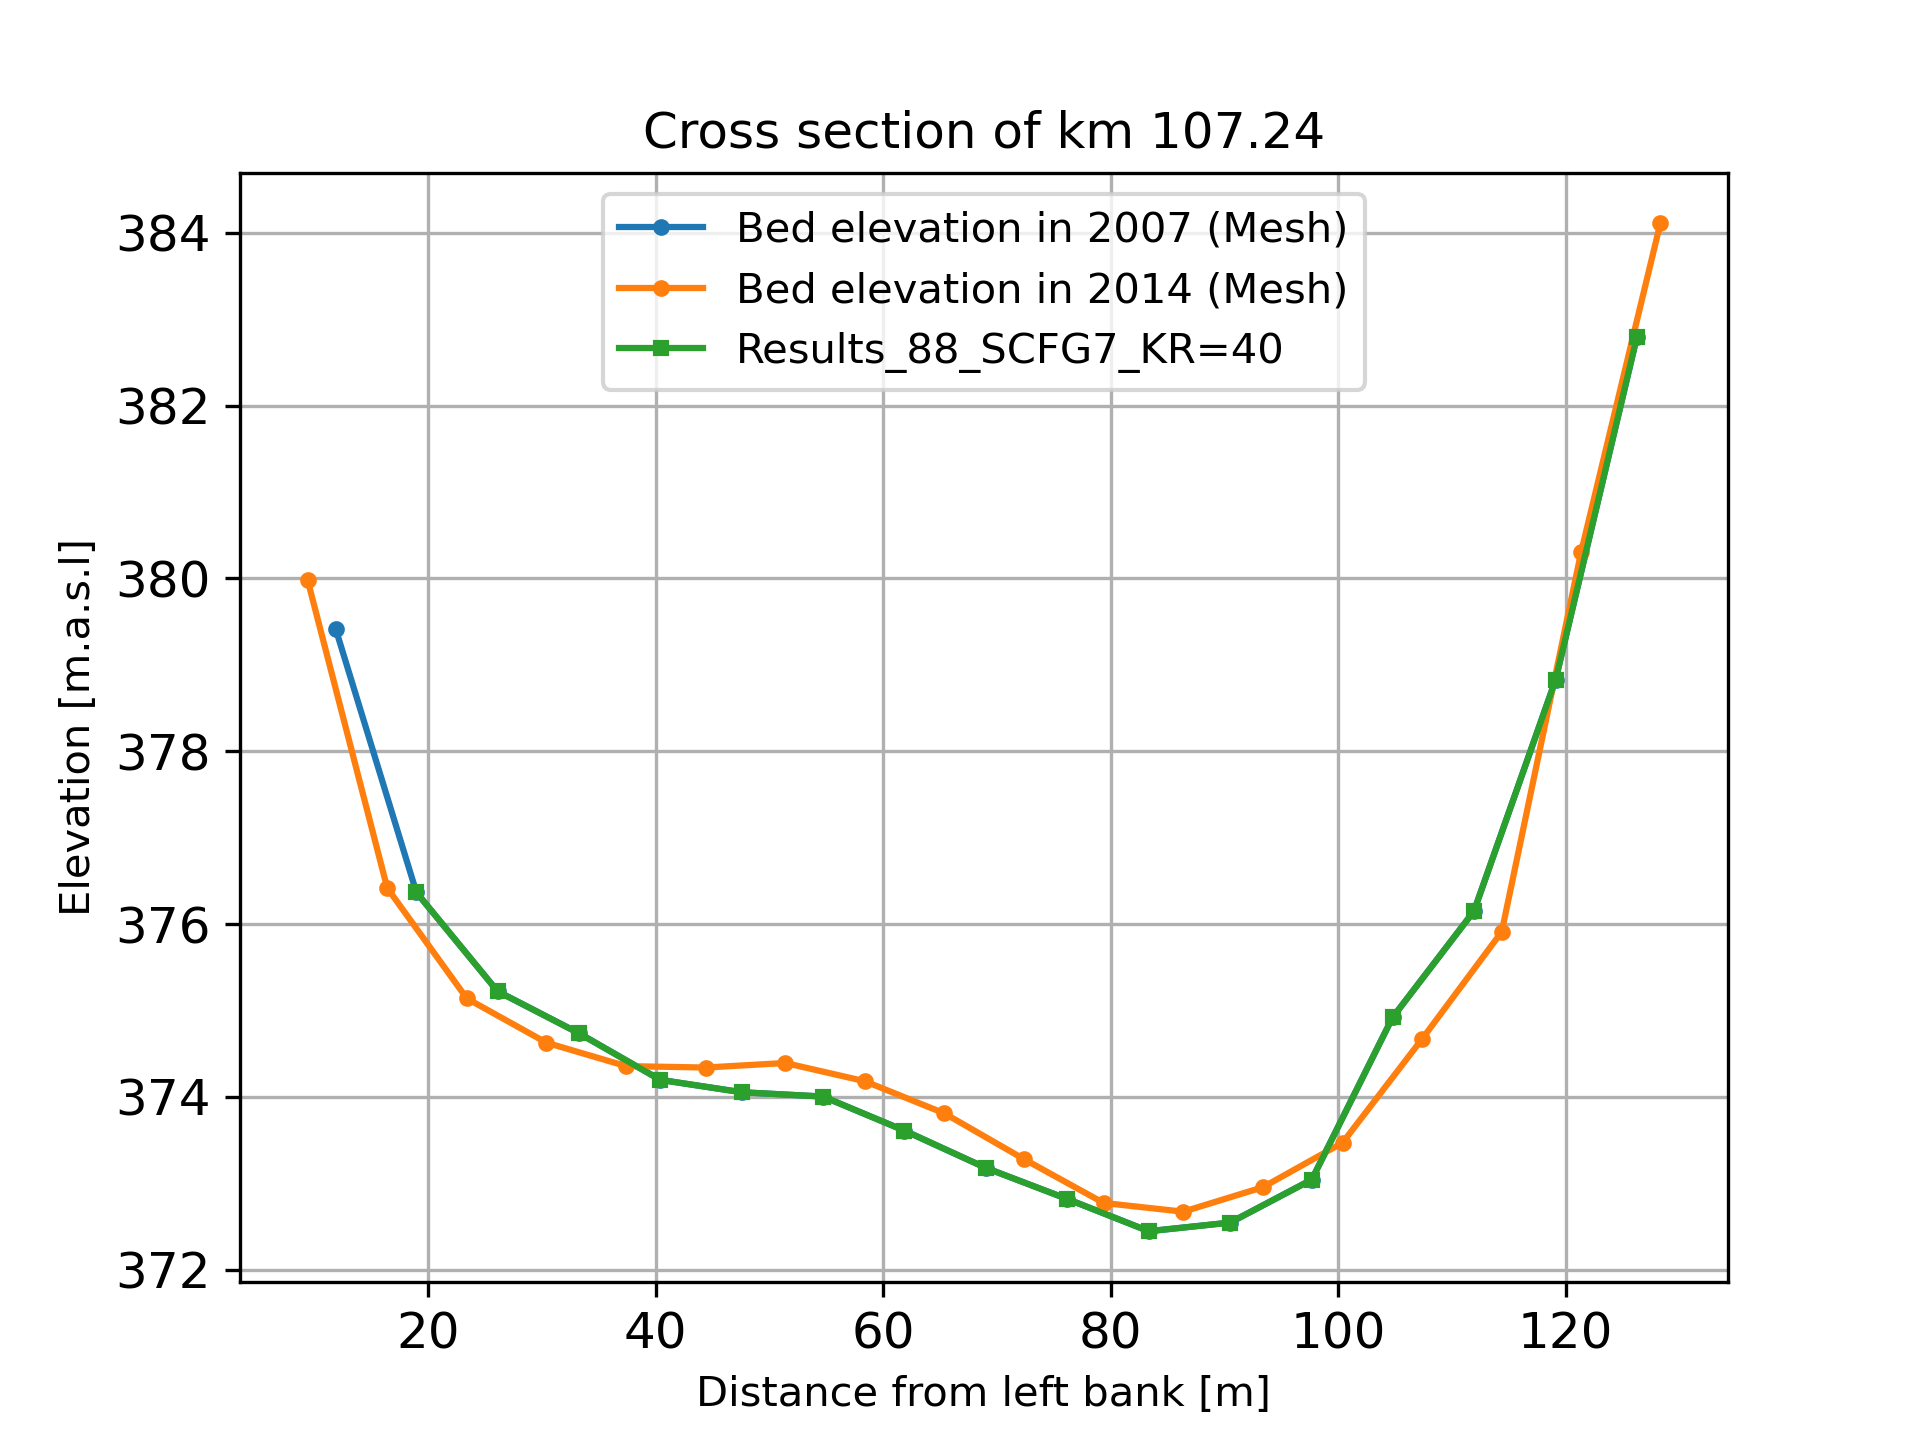 Cross section of km 107.24
Bed elevation in 2007 (Mesh)
Bed elevation in 2014 (Mesh)
Results_88_SCFG7_KR=40
Elevation [m.a.s.l]
384
382
380
378
376
374
372
20 40 60 80 100 120
Distance from left bank [m]